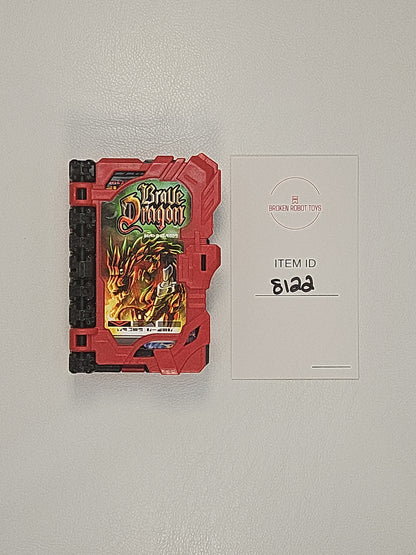 Brave
Dragon
BROKEN ROBOT TOYS
ITEM ID
8122